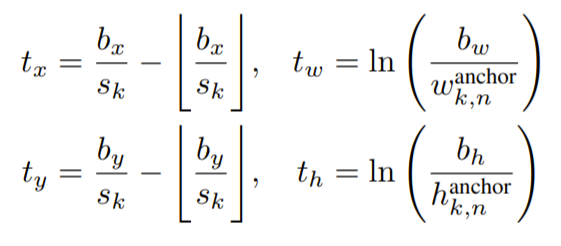 $t_x = \frac{b_x}{s_k} - \left\lfloor \frac{b_x}{s_k} \right\rfloor, \quad t_w = \ln \left( \frac{b_w}{w_{k,n}^{\text{anchor}}} \right)$
$t_y = \frac{b_y}{s_k} - \left\lfloor \frac{b_y}{s_k} \right\rfloor, \quad t_h = \ln \left( \frac{b_h}{h_{k,n}^{\text{anchor}}} \right)$